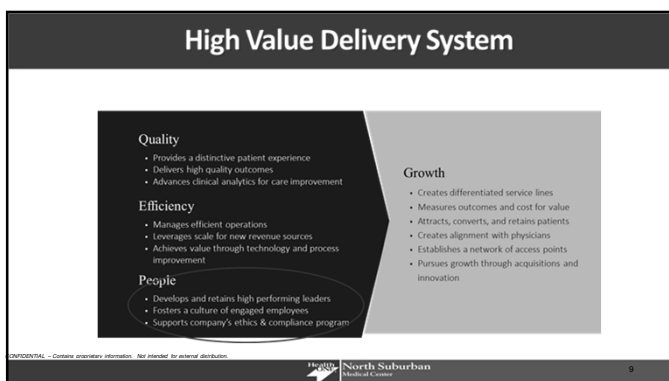 High Value Delivery System
Quality
• Provides a distinctive patient experience
• Delivers high quality outcomes
• Advances clinical analytics for care improvement
Efficiency
• Manages efficient operations
• Leverages scale for new revenue sources
• Achieves value through technology and process
improvement
People
• Develops and retains high performing leaders
• Fosters a culture of engaged employees
• Supports company's ethics & compliance program
Growth
• Creates differentiated service lines
• Measures outcomes and cost for value
• Attracts, converts, and retains patients
• Creates alignment with physicians
• Establishes a network of access points
• Pursues growth through acquisitions and
innovation
CONFIDENTIAL – Contains proprietary information. Not intended for external distribution.
Health ONE
North Suburban
Medical Center
9